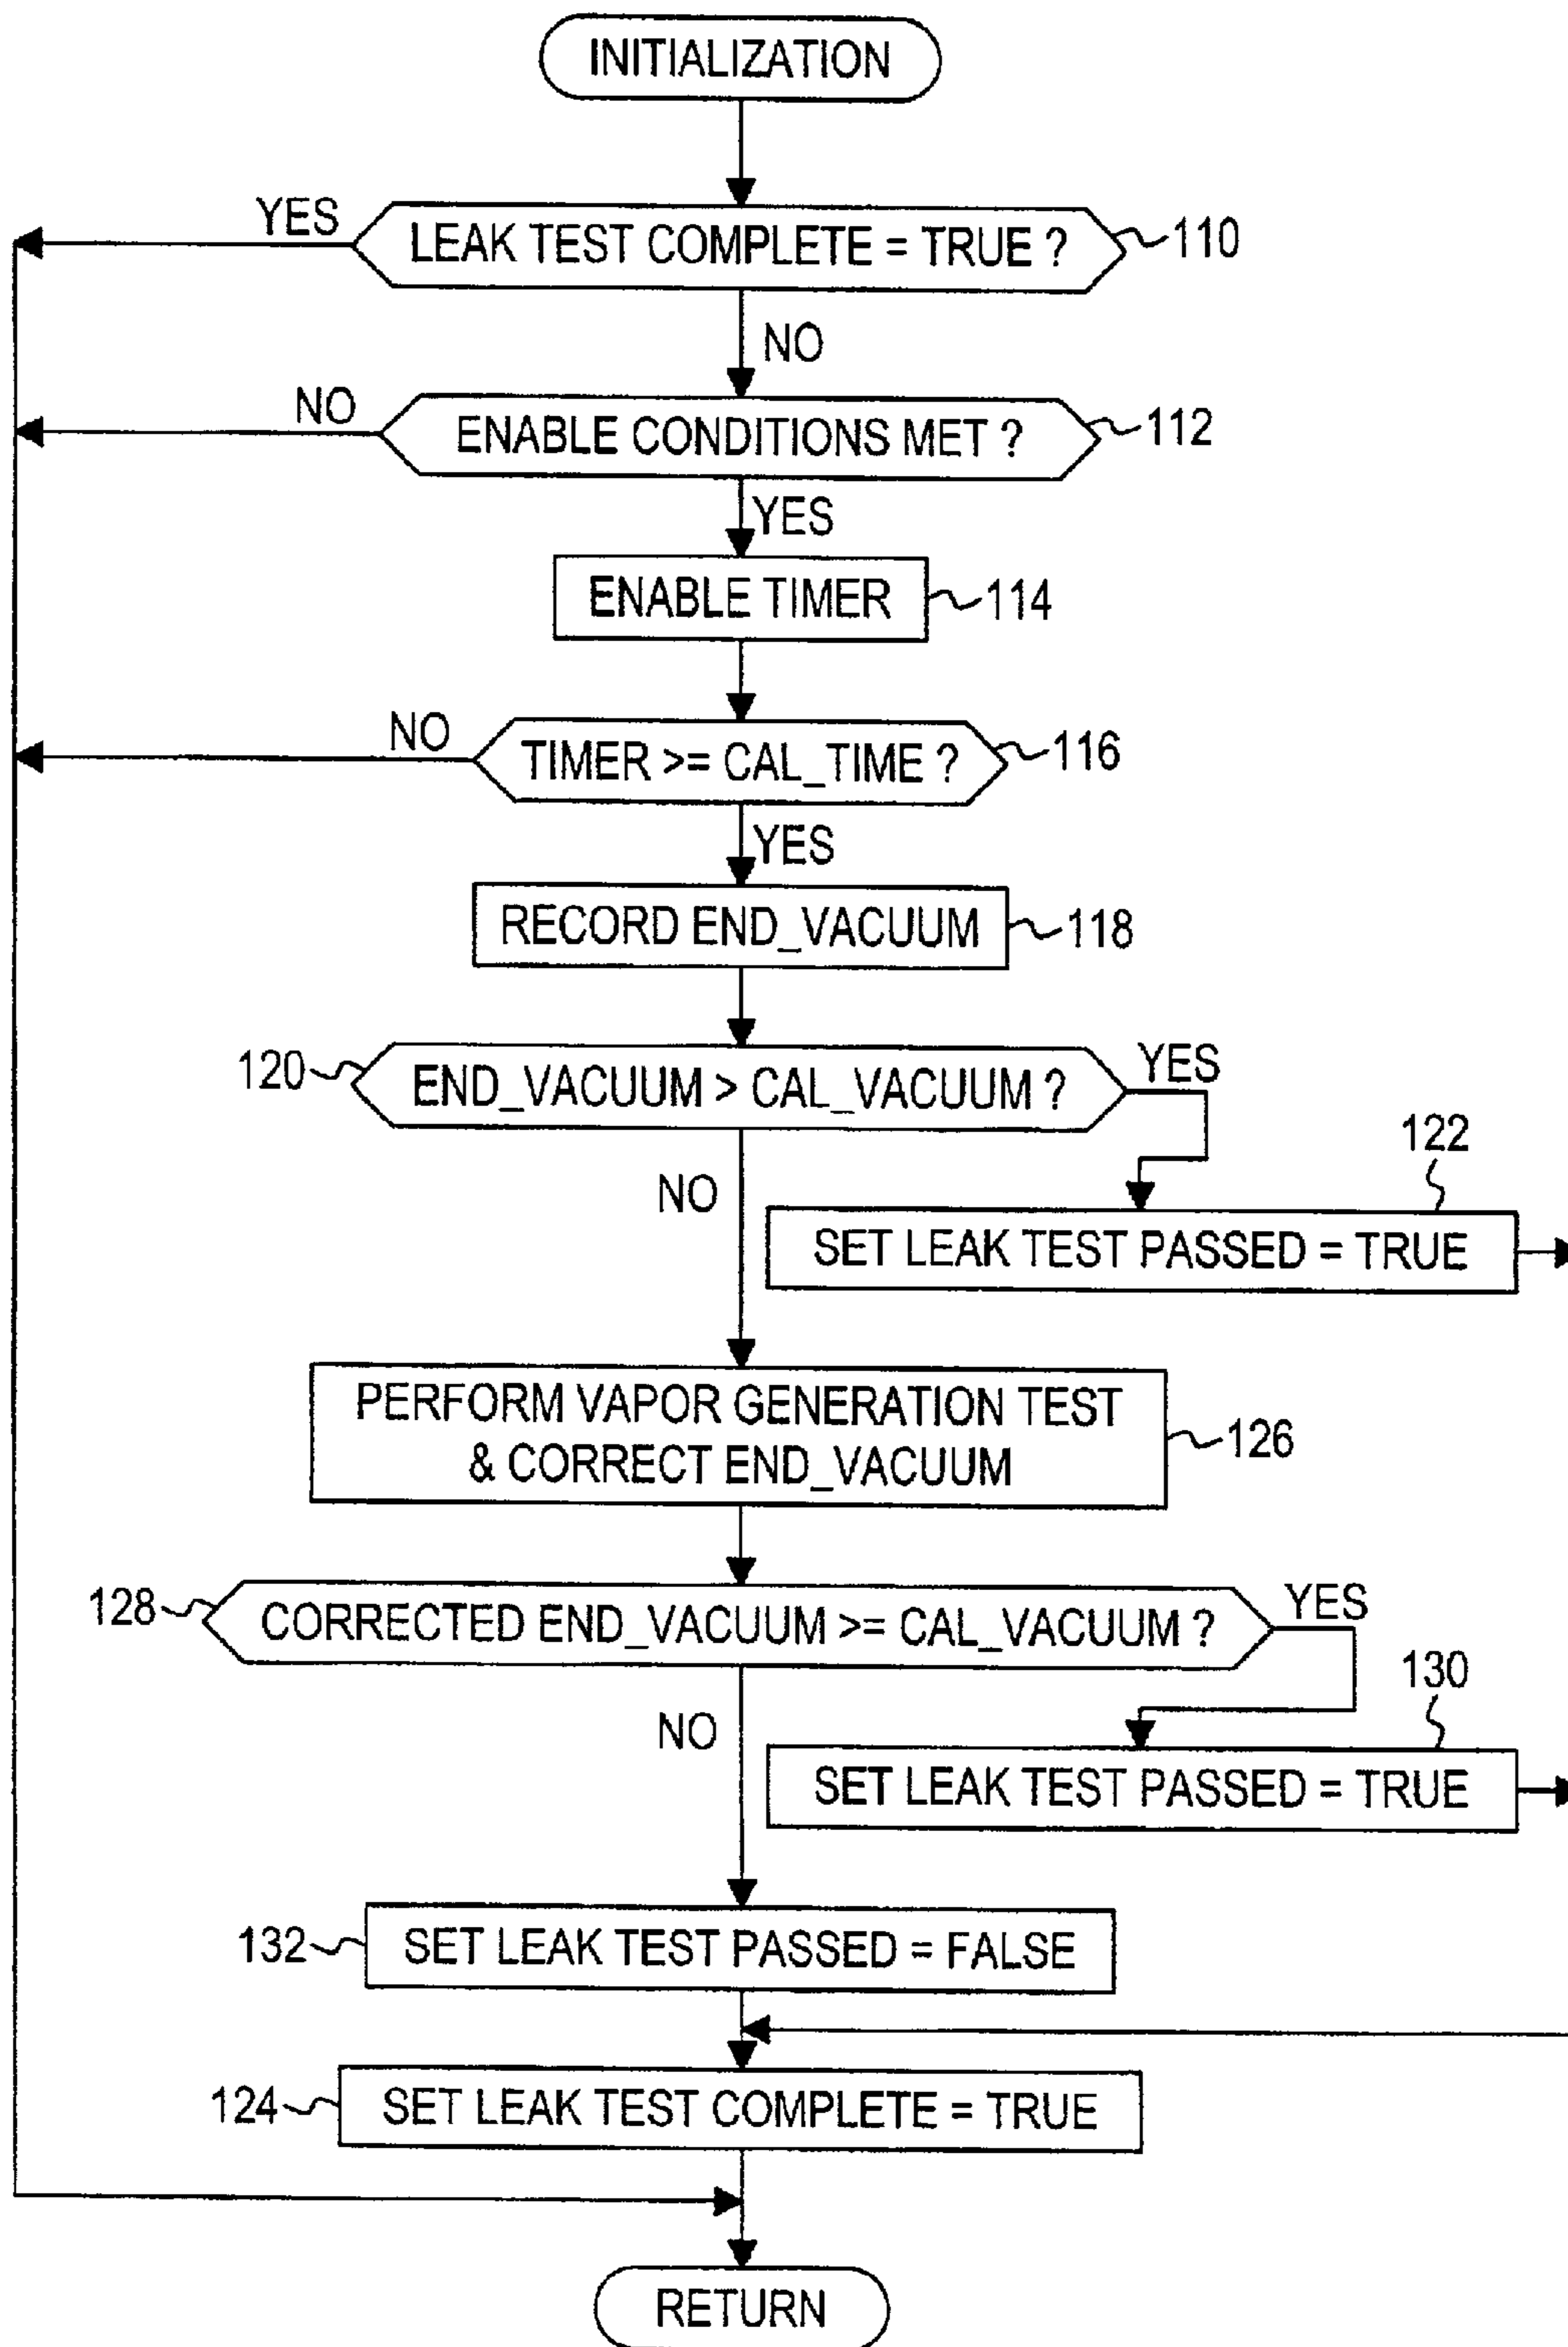 INITIALIZATION
YES
LEAK TEST COMPLETE = TRUE ?
110
NO
NO
ENABLE CONDITIONS MET ?
112
YES
ENABLE TIMER
114
NO
TIMER >= CAL_TIME ?
116
YES
RECORD END_VACUUM
118
120
END_VACUUM > CAL_VACUUM ?
YES
122
NO
SET LEAK TEST PASSED = TRUE
PERFORM VAPOR GENERATION TEST
& CORRECT END_VACUUM
126
128
CORRECTED END_VACUUM >= CAL_VACUUM ?
YES
130
NO
SET LEAK TEST PASSED = TRUE
132
SET LEAK TEST PASSED = FALSE
124
SET LEAK TEST COMPLETE = TRUE
RETURN